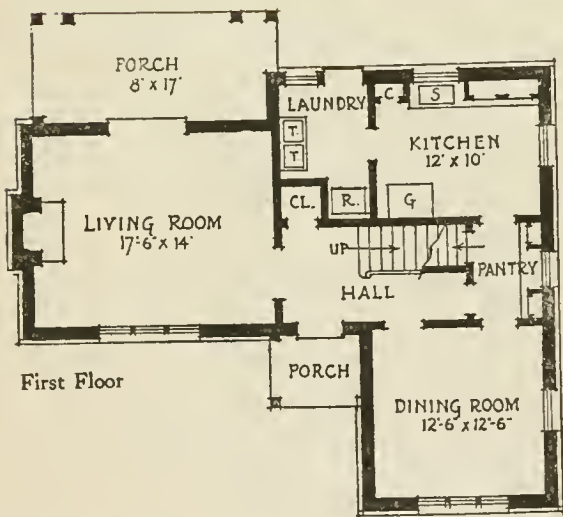 PORCH
8' x 17'
LAUNDRY
C
S
T.
T
KITCHEN
12' x 10'
CL.
R.
G
LIVING ROOM
17'-6" x 14'
UP
PANTRY
HALL
First Floor
PORCH
DINING ROOM
12'-6" x 12'-6"